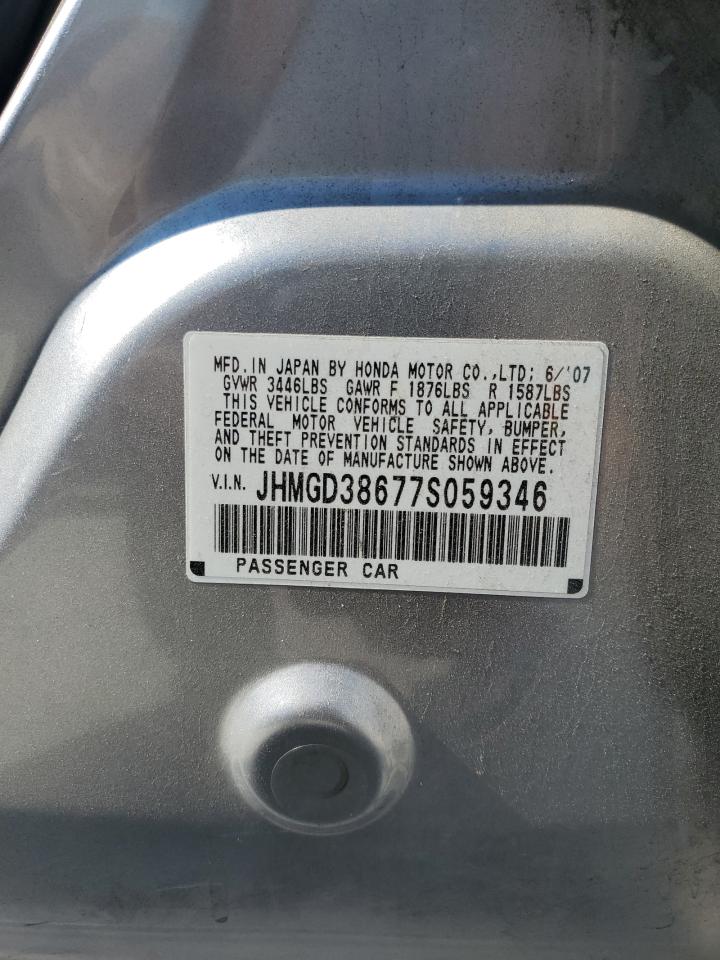 MFD. IN JAPAN BY HONDA MOTOR CO.,LTD; 6/'07
GVWR 3446LBS GAWR F 1876LBS R 1587LBS
THIS VEHICLE CONFORMS TO ALL APPLICABLE
FEDERAL MOTOR VEHICLE SAFETY, BUMPER,
AND THEFT PREVENTION STANDARDS IN EFFECT
ON THE DATE OF MANUFACTURE SHOWN ABOVE.
V.I.N. JHMGD38677S059346
PASSENGER CAR